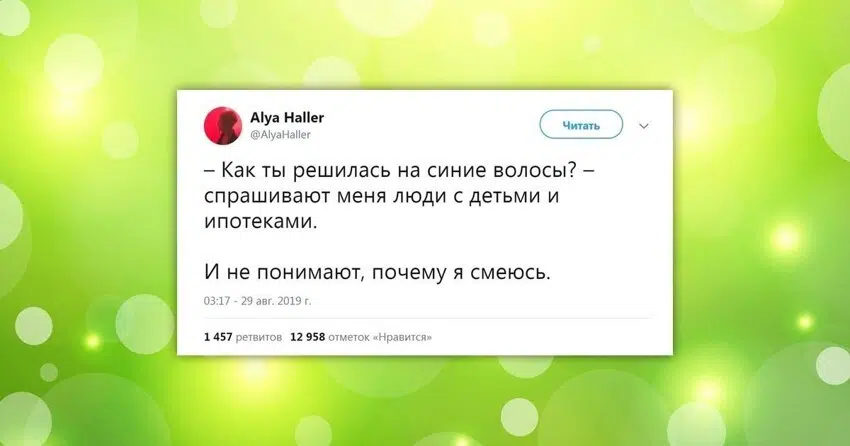 Alya Haller
@AlyaHaller
Читать
– Как ты решилась на синие волосы? –
спрашивают меня люди с детьми и
ипотеками.
И не понимают, почему я смеюсь.
03:17 - 29 авг. 2019 г.
1 457 ретвитов 12 958 отметок «Нравится»